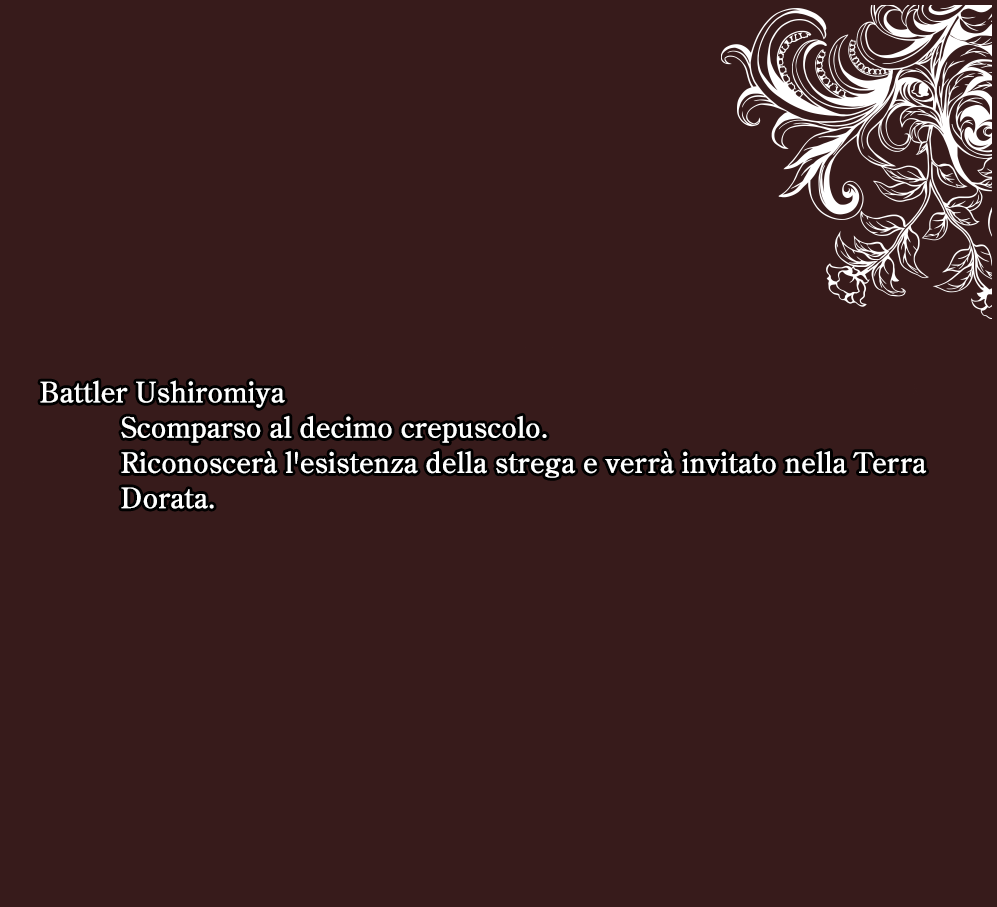 Battler Ushiromiya
Scomparso al decimo crepuscolo.
Riconoscerà l'esistenza della strega e verrà invitato nella Terra
Dorata.